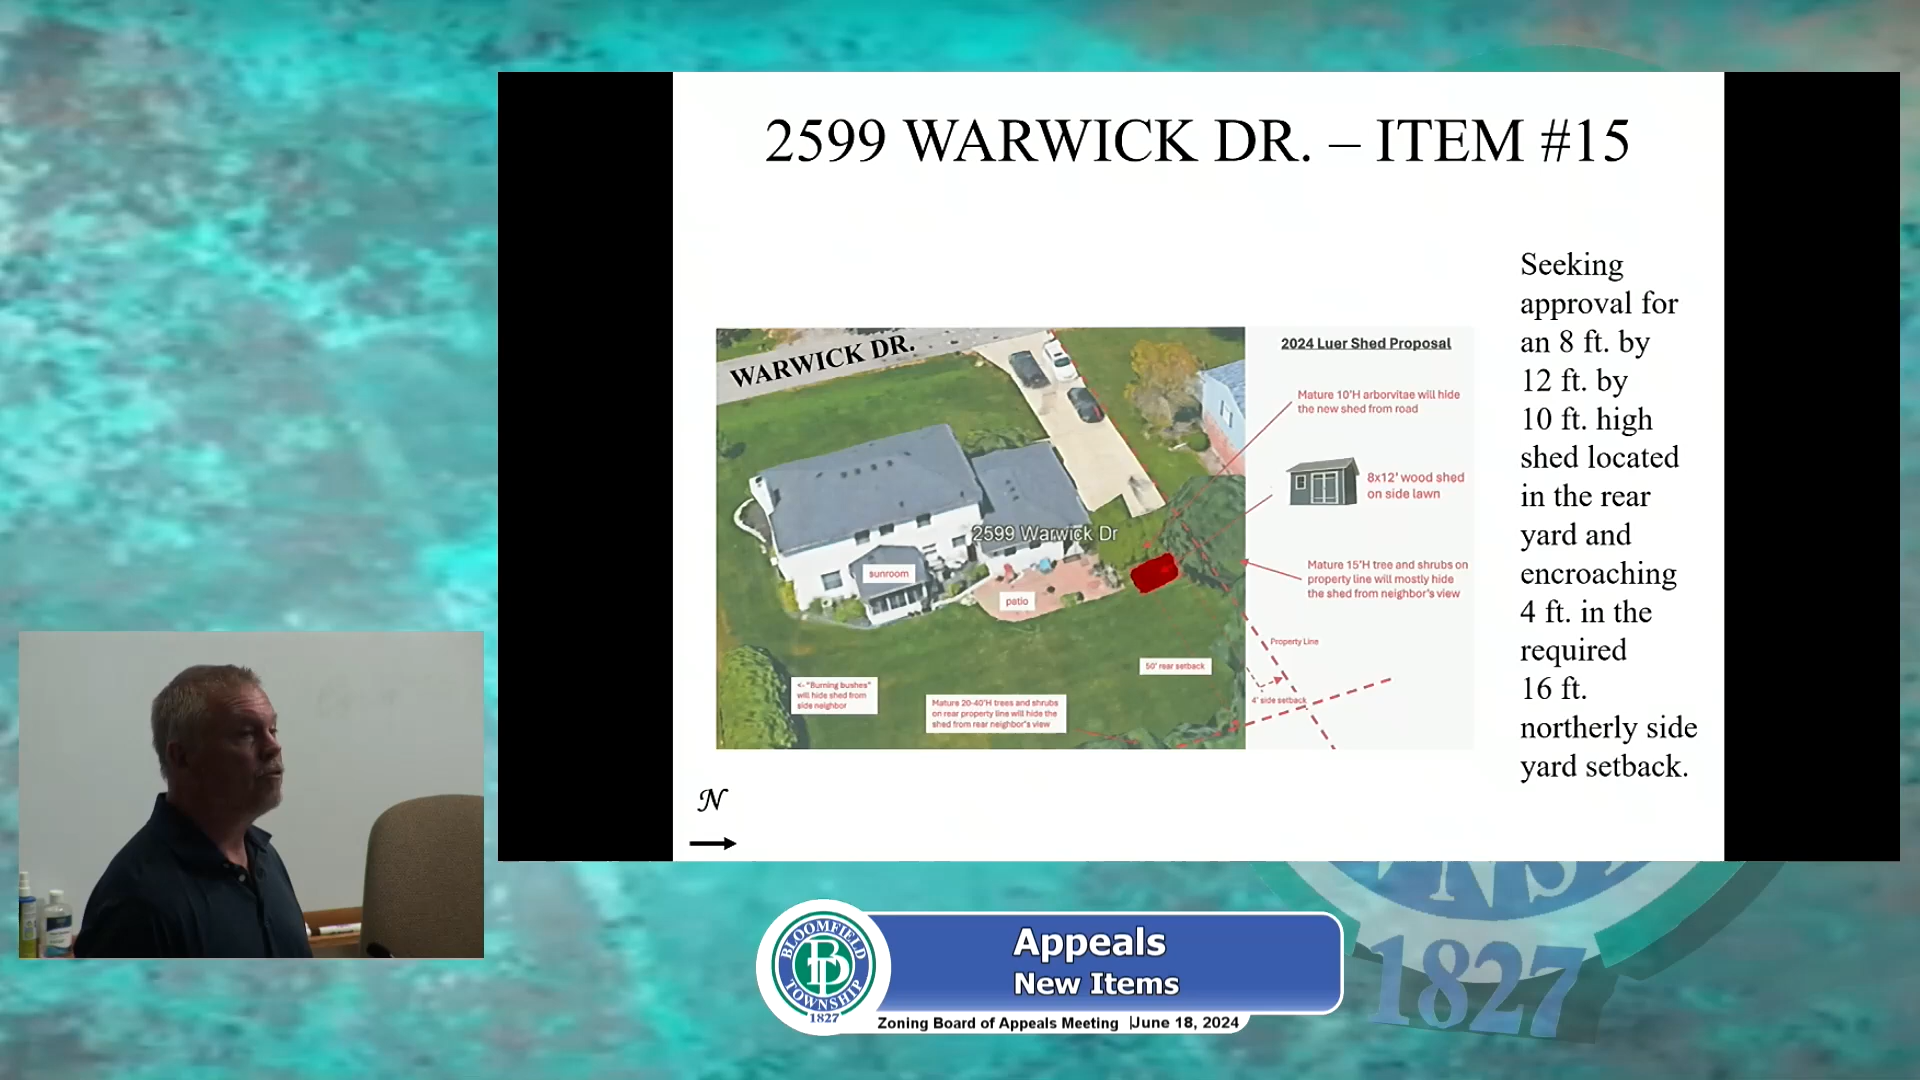 2599 WARWICK DR. – ITEM #15
Seeking
approval for
an 8 ft. by
12 ft. by
10 ft. high
shed located
in the rear
yard and
encroaching
4 ft. in the
required
16 ft.
northerly side
yard setback.
WARWICK DR.
2024 Luer Shed Proposal
Mature 10'H arborvitae will hide
the new shed from road
8x12' wood shed
on side lawn
2599 Warwick Dr
sunroom
patio
Mature 15'H tree and shrubs on
property line will mostly hide
the shed from neighbor's view
Property Line
50' rear setback
4' side setback
<- "Burning bushes"
will hide shed from
side neighbor
Mature 20-40'H trees and shrubs
on rear property line will hide the
shed from rear neighbor's view
N
BLOOMFIELD
TOWNSHIP
1827
Appeals
New Items
Zoning Board of Appeals Meeting |June 18, 2024
1827